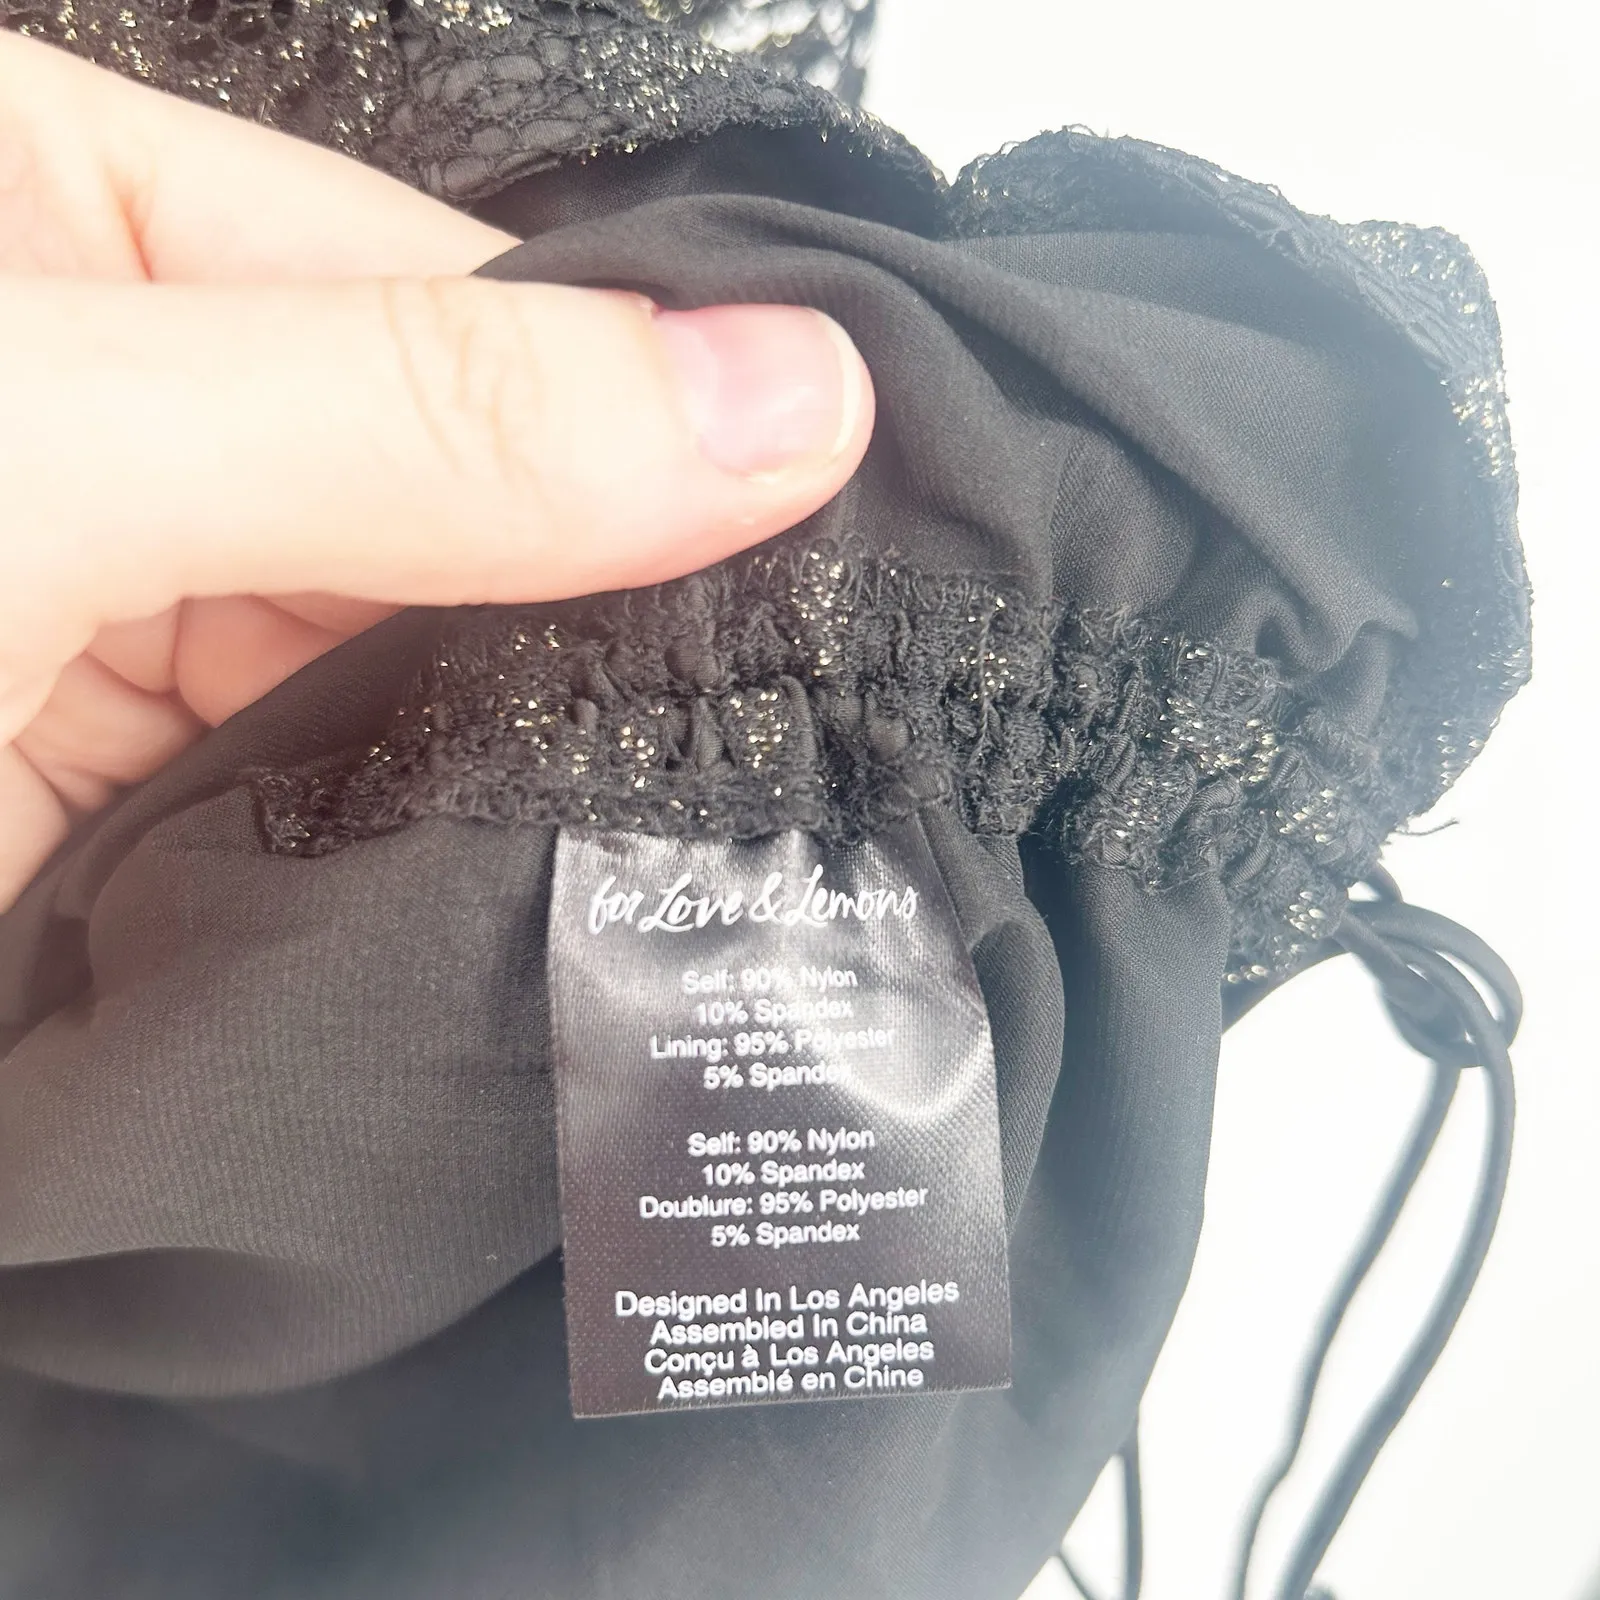 for Love & Lemons
Self: 90% Nylon
10% Spandex
Lining: 95% Polyester
5% Spandex
Self: 90% Nylon
10% Spandex
Doublure: 95% Polyester
5% Spandex
Designed In Los Angeles
Assembled In China
Conçu à Los Angeles
Assemblé en Chine